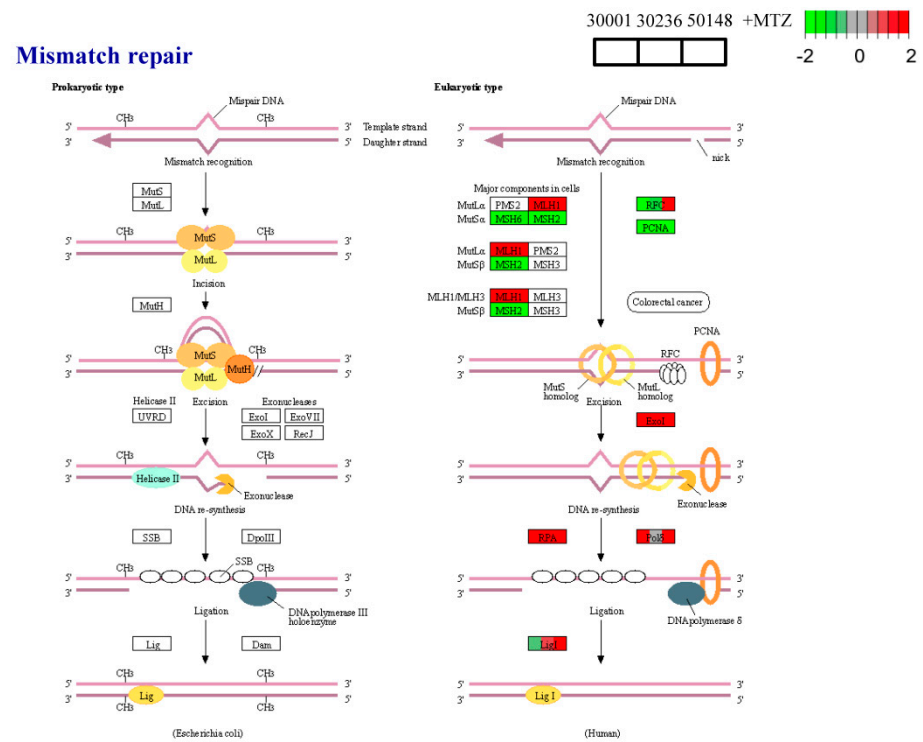 30001 30236 50148 +MTZ
-2 0 2
Mismatch repair
Prokaryotic type
Mispair DNA
CH3 CH3
5' 3' Template strand
3' 5' Daughter strand
Mismatch recognition
MutS
MutL
CH3 CH3
5' 3'
3' 5'
MutS
MutL
Incision
MutH
CH3 CH3
5' 3'
3' 5'
MutS
MutL
MutH
Helicase II Excision Exonucleases
UVRD ExoI ExoVII
ExoX RecJ
CH3 CH3
5' 3'
3' 5'
Helicase II
Exonuclease
DNA re-synthesis
SSB DpoIII
SSB
CH3 CH3
5' 3'
3' 5'
Ligation
DNA polymerase III
holoenzyme
Lig Dam
CH3 CH3
5' 3'
3' 5'
Lig
CH3 CH3
(Escherichia coli)
Eukaryotic type
Mispair DNA
5' 3'
3' 5'
nick
Mismatch recognition
Major components in cells
MutLα PMS2 MLH1 RFC
MutSα MSH6 MSH2
PCNA
MutLα MLH1 PMS2
MutSβ MSH2 MSH3
MLH1/MLH3 MLH1 MLH3
MutSβ MSH2 MSH3
Colorectal cancer
PCNA
RFC
5' 3'
3' 5'
MutS
homolog
MutL
homolog
Excision
ExoI
5' 3'
3' 5'
Exonuclease
DNA re-synthesis
RPA Polδ
5' 3'
3' 5'
Ligation
DNA polymerase δ
LigI
5' 3'
3' 5'
Lig I
(Human)